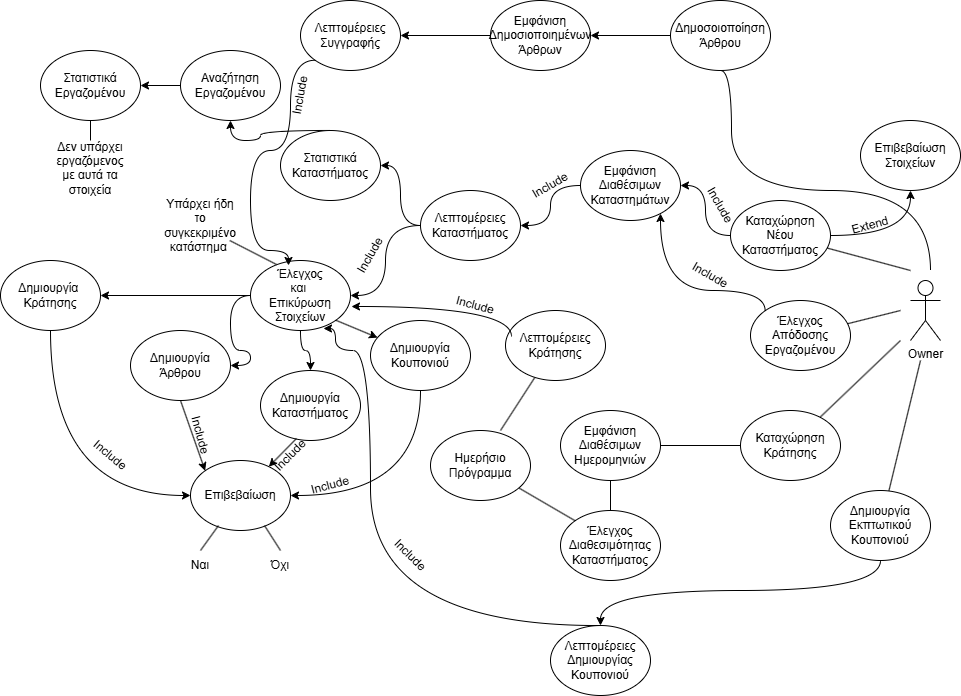 Λεπτομέρειες
Συγγραφής
Εμφάνιση
Δημοσιοποιημένων
Άρθρων
Δημοσοιοποίηση
Άρθρου
Include
Στατιστικά
Εργαζομένου
Αναζήτηση
Εργαζομένου
Δεν υπάρχει
εργαζόμενος
με αυτά τα
στοιχεία
Στατιστικά
Καταστήματος
Εμφάνιση
Διαθέσιμων
Καταστημάτων
Επιβεβαίωση
Στοιχείων
Include
Include
Extend
Υπάρχει ήδη
το
συγκεκριμένο
κατάστημα
Λεπτομέρειες
Καταστήματος
Καταχώρηση
Νέου
Καταστήματος
Include
Include
Δημιουργία
Κράτησης
Έλεγχος
και
Επικύρωση
Στοιχείων
Include
Λεπτομέρειες
Κράτησης
Έλεγχος
Απόδοσης
Εργαζομένου
Owner
Δημιουργία
Άρθρου
Δημιουργία
Κουπονιού
Δημιουργία
Καταστήματος
Include
Include
Include
Include
Εμφάνιση
Διαθέσιμων
Ημερομηνιών
Καταχώρηση
Κράτησης
Ημερήσιο
Πρόγραμμα
Επιβεβαίωση
Δημιουργία
Εκπτωτικού
Κουπονιού
Έλεγχος
Διαθεσιμότητας
Καταστήματος
Ναι
Όχι
Include
Λεπτομέρειες
Δημιουργίας
Κουπονιού